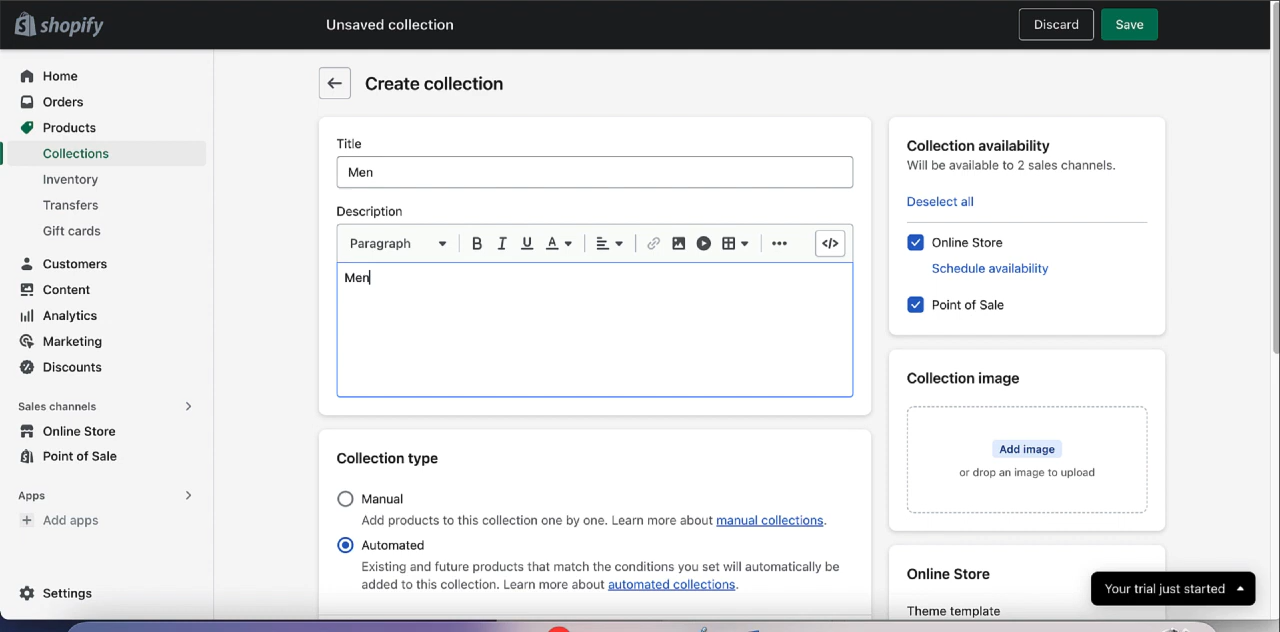 shopify
Unsaved collection
Discard
Save
Home
Orders
Products
Collections
Inventory
Transfers
Gift cards
Customers
Content
Analytics
Marketing
Discounts
Sales channels
Online Store
Point of Sale
Apps
Add apps
Settings
Create collection
Title
Men
Description
Paragraph B I U A </>
Men
Collection type
Manual
Add products to this collection one by one. Learn more about manual collections.
Automated
Existing and future products that match the conditions you set will automatically be
added to this collection. Learn more about automated collections.
Collection availability
Will be available to 2 sales channels.
Deselect all
Online Store
Schedule availability
Point of Sale
Collection image
Add image
or drop an image to upload
Online Store
Theme template
Your trial just started